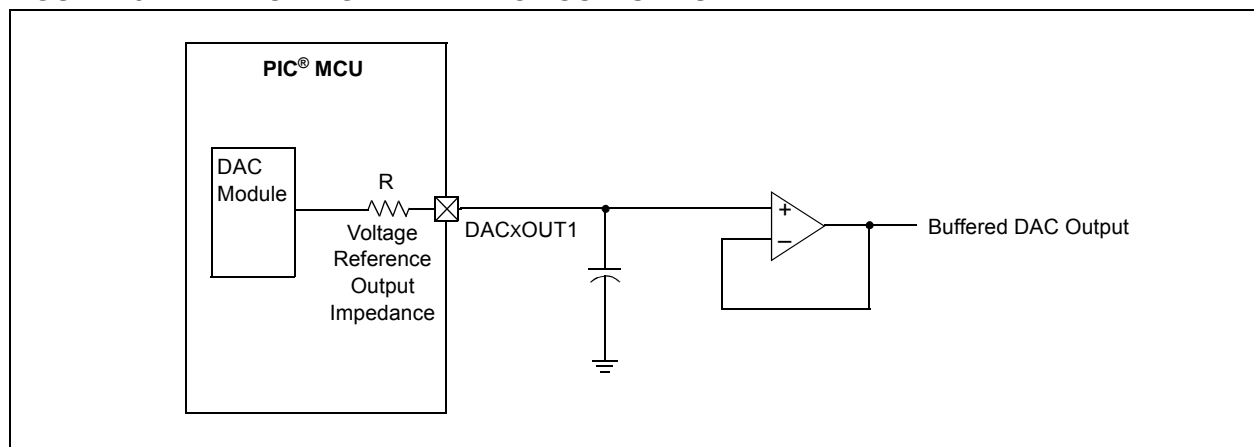 PIC® MCU
DAC
Module
R
Voltage
Reference
Output
Impedance
DACXOUT1
+
–
Buffered DAC Output